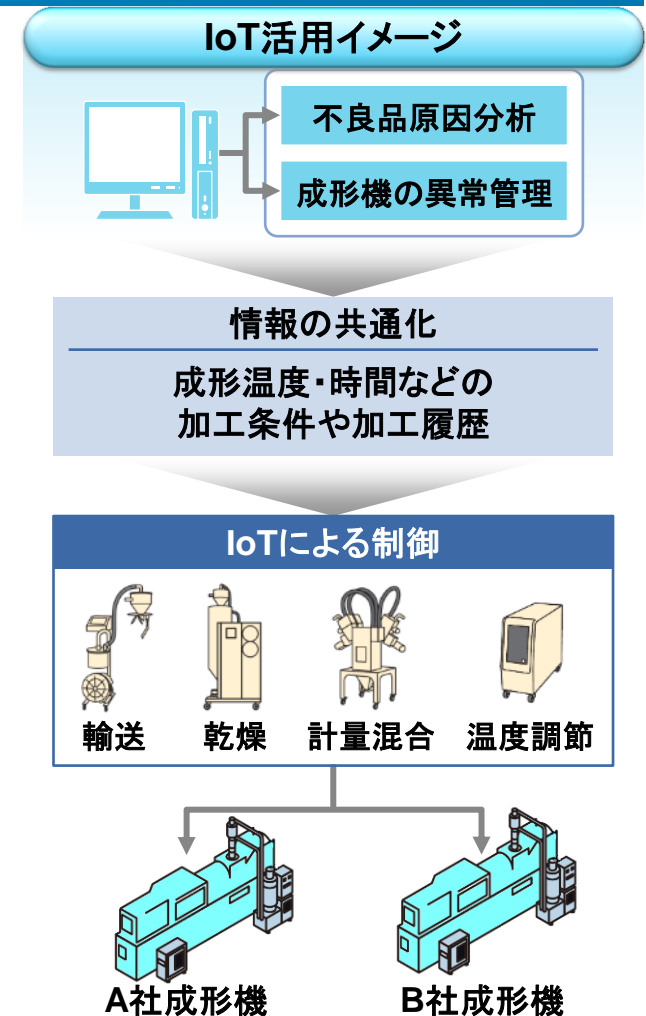 IoT活用イメージ
不良品原因分析
成形機の異常管理
情報の共通化
成形温度・時間などの
加工条件や加工履歴
IoTによる制御
輸送
乾燥
計量混合
温度調節
A社成形機
B社成形機